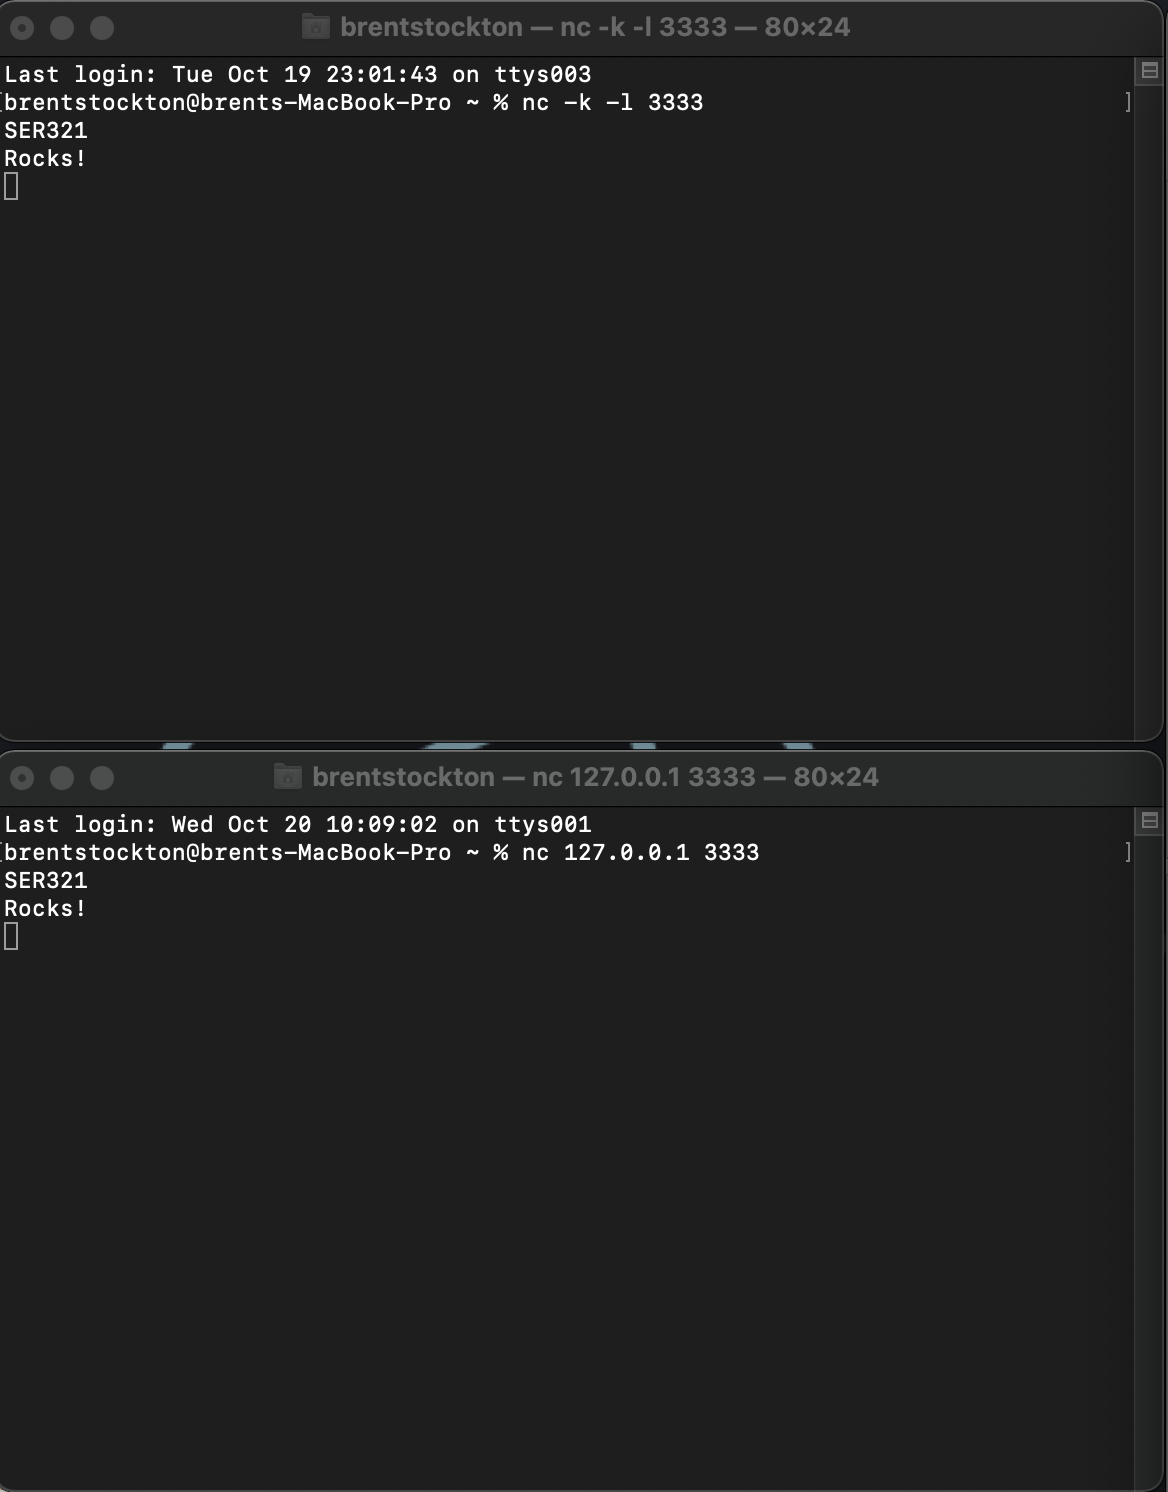 brentstockton — nc -k -l 3333 — 80×24
Last login: Tue Oct 19 23:01:43 on ttys003
[brentstockton@brents-MacBook-Pro ~ % nc -k -l 3333 ]
SER321
Rocks!
brentstockton — nc 127.0.0.1 3333 — 80×24
Last login: Wed Oct 20 10:09:02 on ttys001
[brentstockton@brents-MacBook-Pro ~ % nc 127.0.0.1 3333 ]
SER321
Rocks!